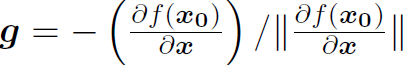 g = − ( ∂f(x₀) / ∂x ) / ‖ ∂f(x₀) / ∂x ‖